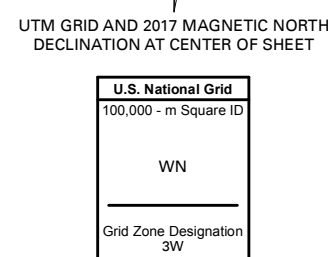 UTM GRID AND 2017 MAGNETIC NORTH
DECLINATION AT CENTER OF SHEET
U.S. National Grid
100,000 - m Square ID
WN
Grid Zone Designation
3W